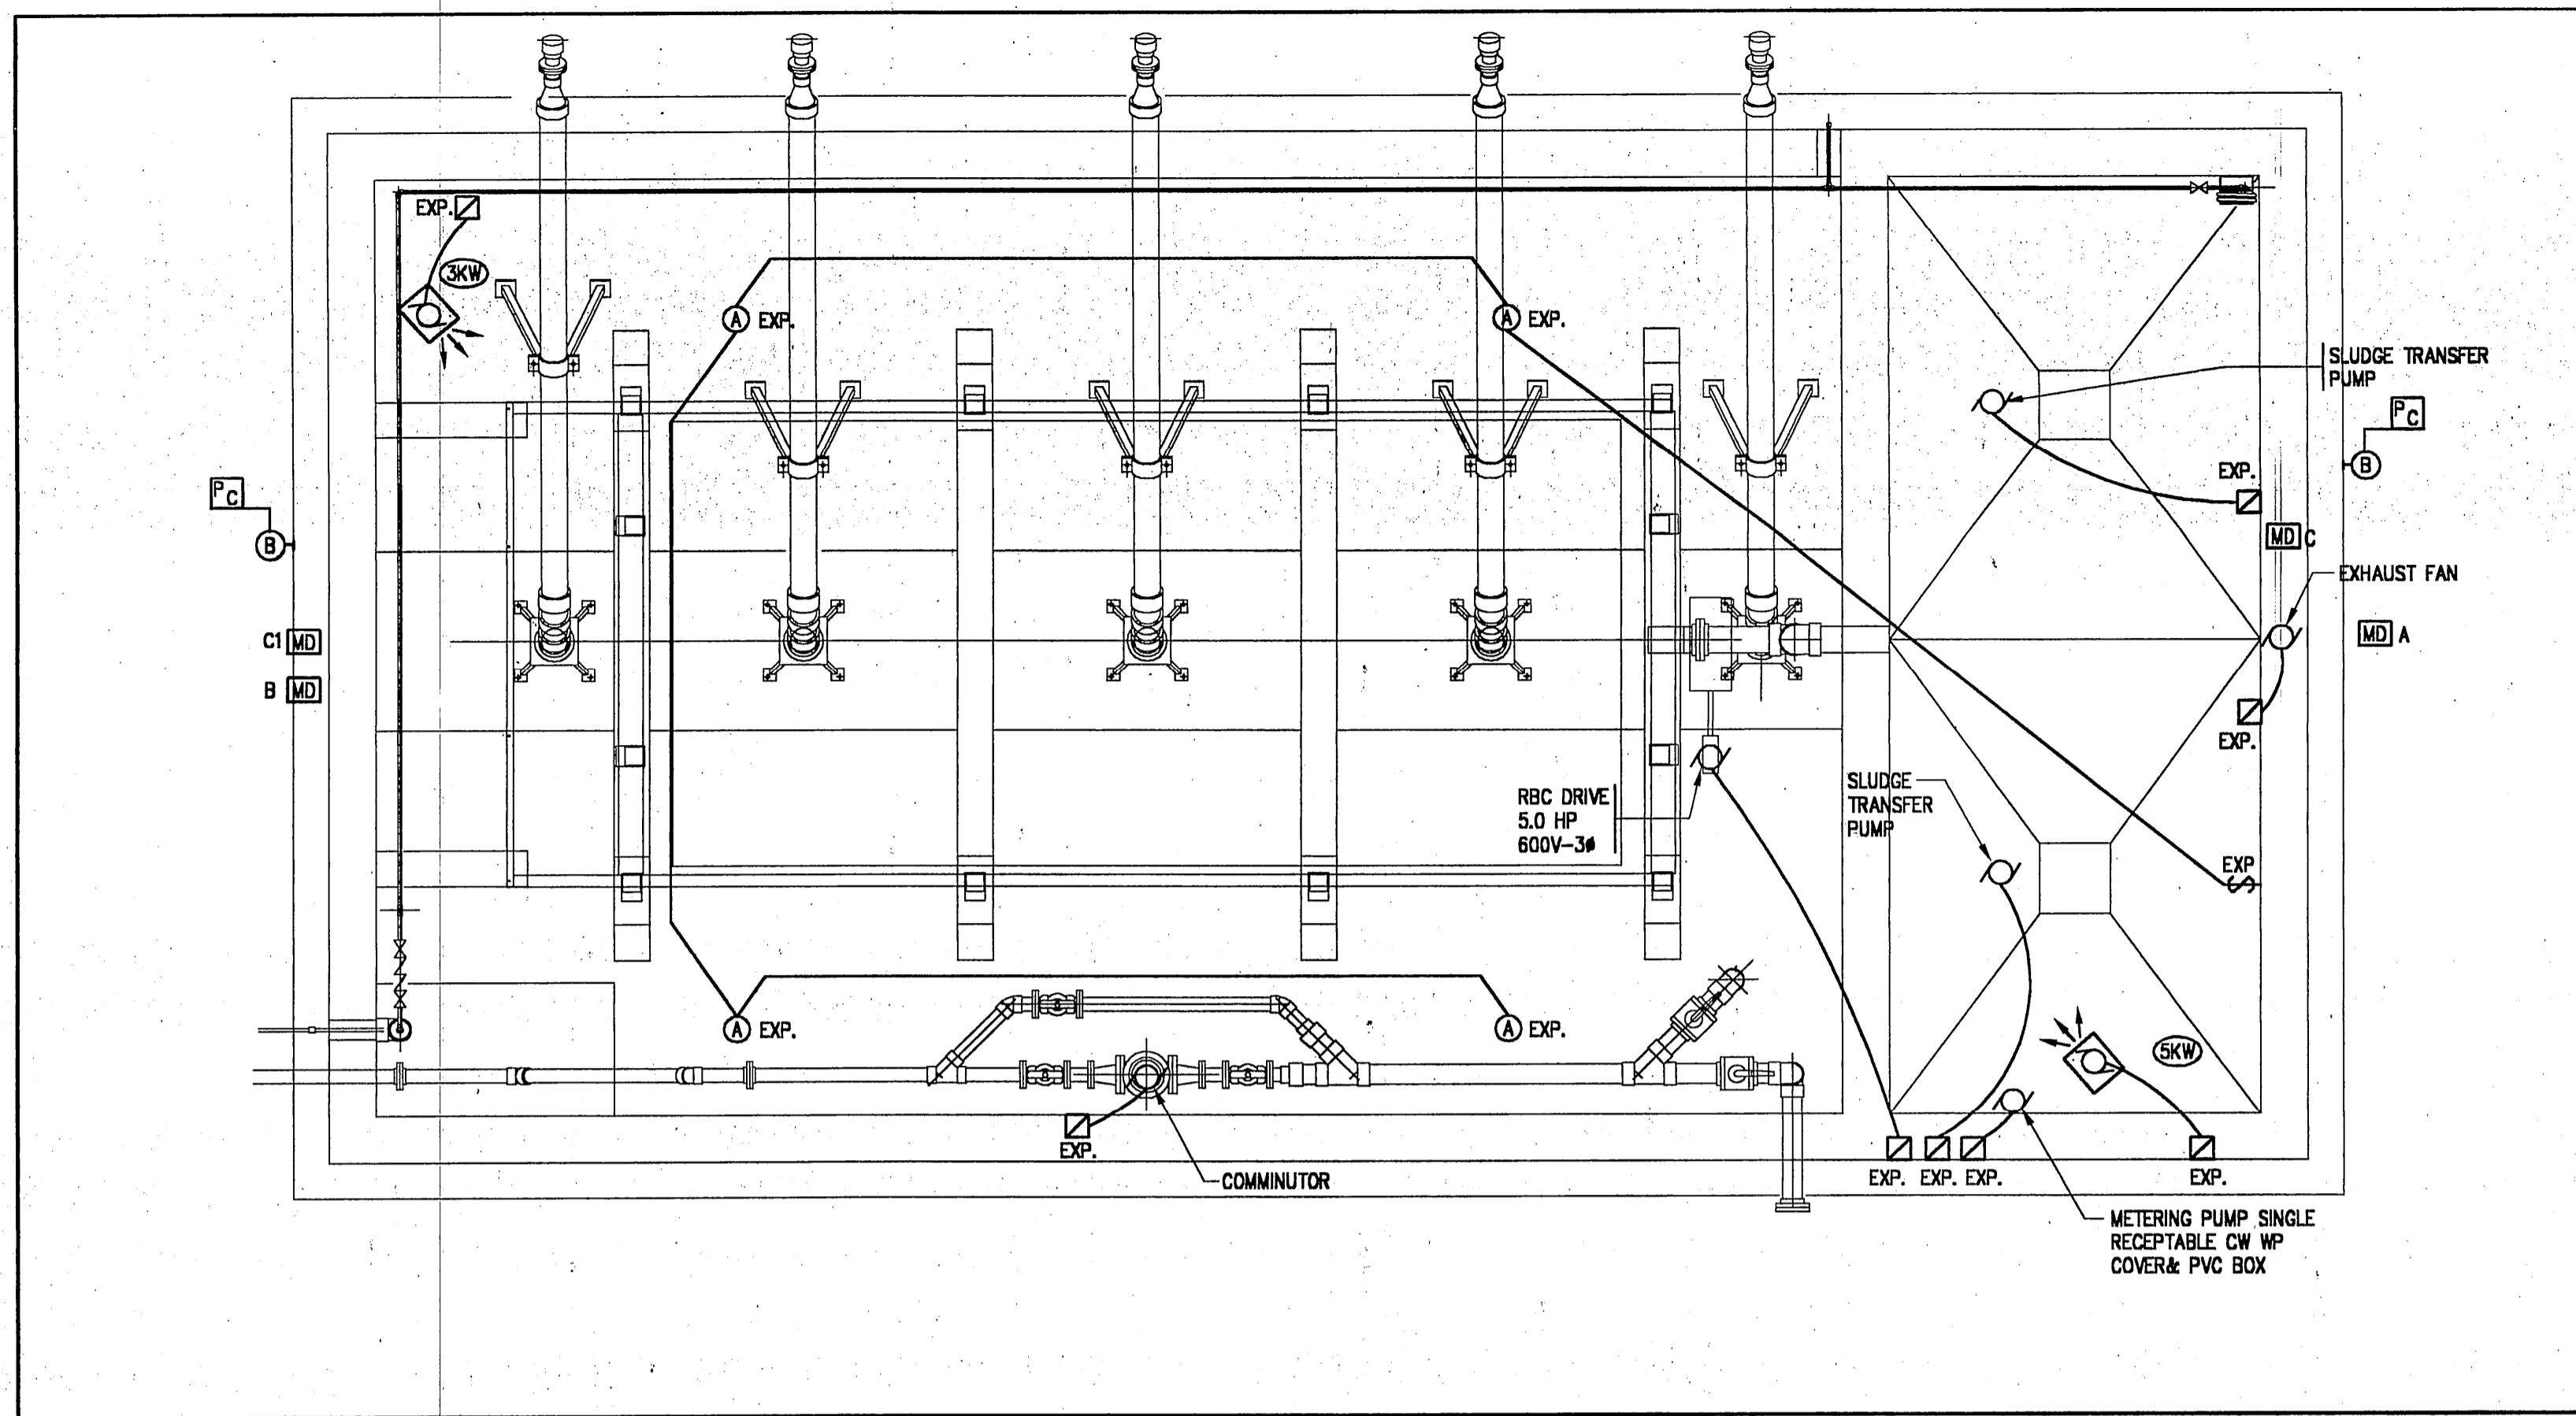 EXP.
3KW
A EXP.
A EXP.
SLUDGE TRANSFER
PUMP
PC
B
PC
B
EXP.
MD C
EXHAUST FAN
C1 MD
MD A
B MD
EXP.
RBC DRIVE
5.0 HP
600V-3ø
SLUDGE
TRANSFER
PUMP
EXP
A EXP.
A EXP.
5KW
EXP.
COMMINUTOR
EXP. EXP. EXP.
EXP.
METERING PUMP SINGLE
RECEPTABLE CW WP
COVER& PVC BOX